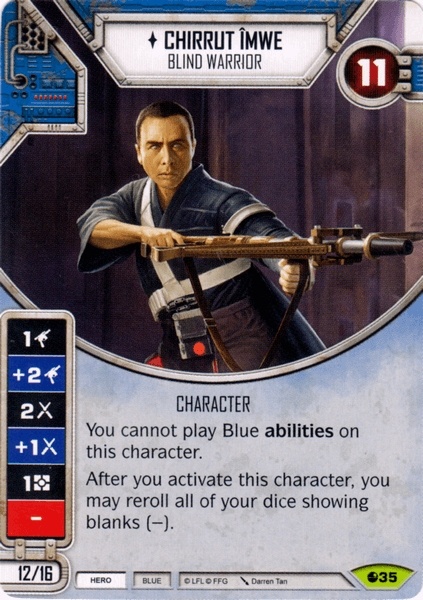 CHIRRUT ÎMWE
BLIND WARRIOR
11
1
+2
2
+1
1
–
CHARACTER
You cannot play Blue abilities on
this character.
After you activate this character, you
may reroll all of your dice showing
blanks (–).
12/16
HERO
BLUE
© LFL © FFG
Darren Tan
35